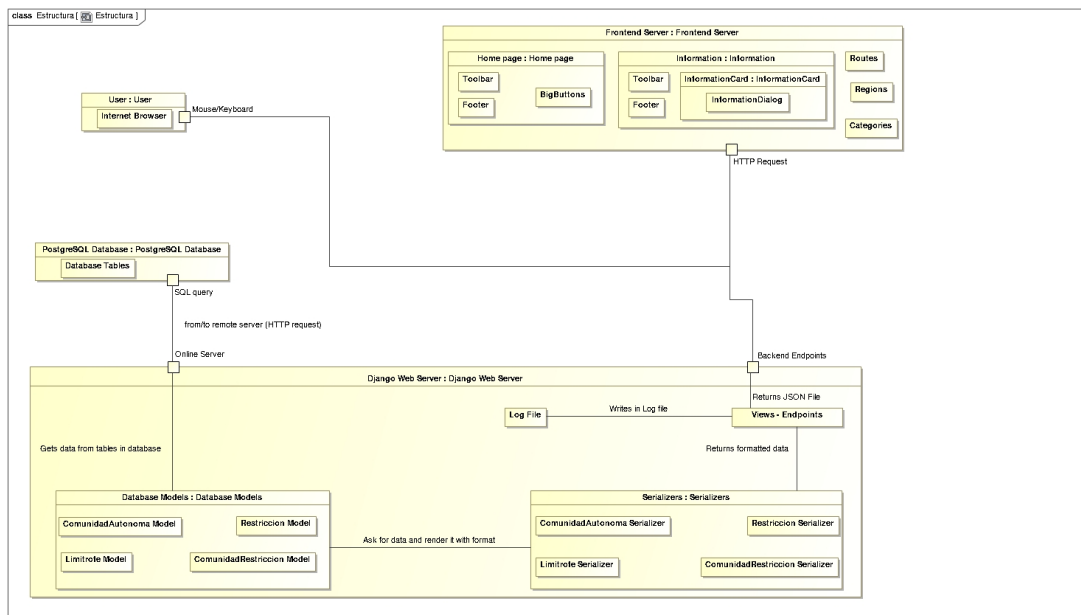 class Estructura [ Estructura ]
Frontend Server : Frontend Server
Home page : Home page
Toolbar
Footer
BigButtons
Information : Information
Toolbar
Footer
InformationCard : InformationCard
InformationDialog
Routes
Regions
Categories
HTTP Request
User : User
Internet Browser
Mouse/Keyboard
PostgreSQL Database : PostgreSQL Database
Database Tables
SQL query
from/to remote server (HTTP request)
Online Server
Backend Endpoints
Django Web Server : Django Web Server
Returns JSON File
Log File
Writes in Log file
Views - Endpoints
Gets data from tables in database
Returns formatted data
Database Models : Database Models
ComunidadAutonoma Model
Restriccion Model
Limitrofe Model
ComunidadRestriccion Model
Ask for data and render it with format
Serializers : Serializers
ComunidadAutonoma Serializer
Restriccion Serializer
Limitrofe Serializer
ComunidadRestriccion Serializer